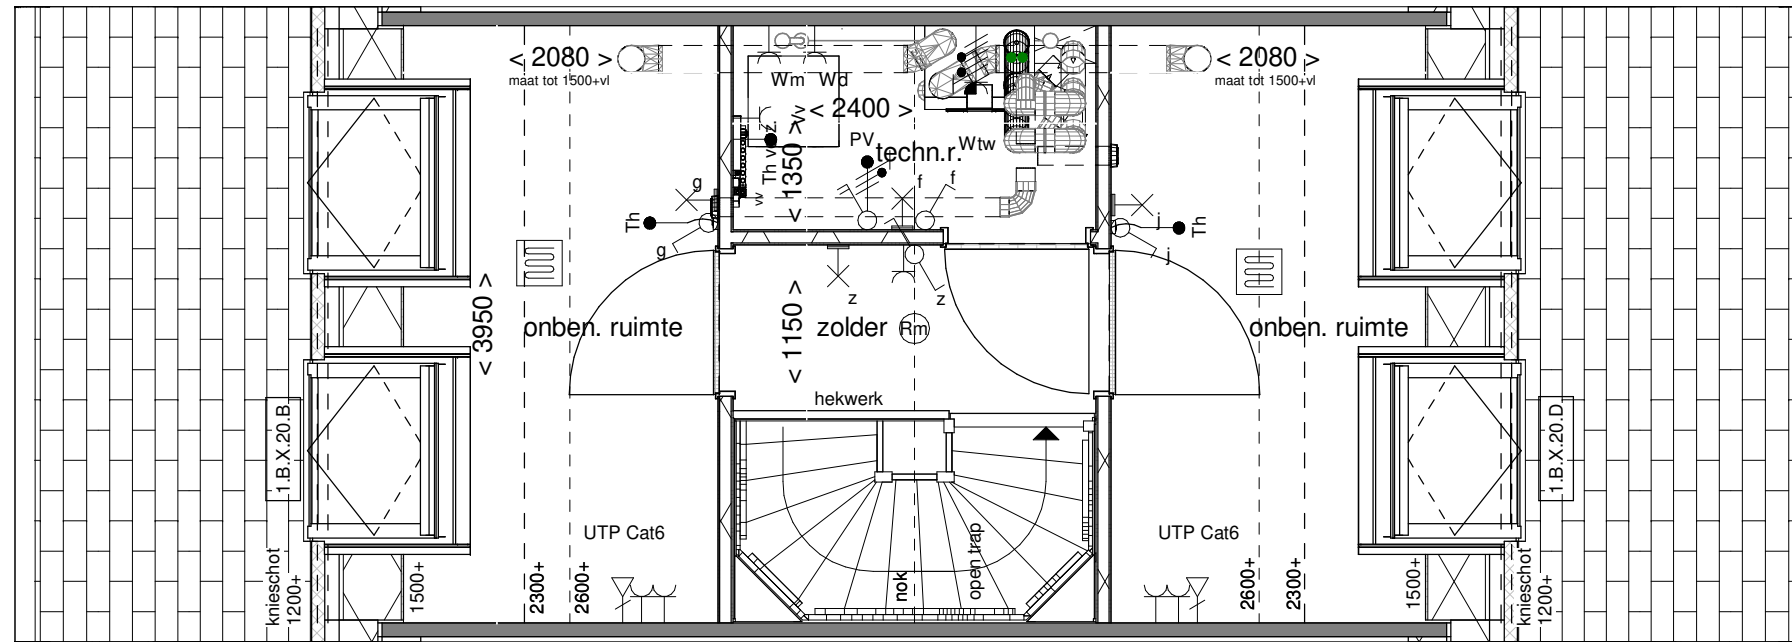 < 2080 >
maat tot 1500+vl
Wm Wd
< 2400 >
< 2080 >
maat tot 1500+vl
PV
techn.r.
Wtw
Th vz.
v
w
< 1350 >
g
g
Th
f
f
j
j
Th
z
z
< 3950 >
onben. ruimte
< 1150 >
zolder
Rm
onben. ruimte
hekwerk
1.B.X.20.B
1.B.X.20.D
UTP Cat6
UTP Cat6
knieschot
1200+
1500+
2300+
2600+
nok
open trap
2600+
2300+
1500+
knieschot
1200+